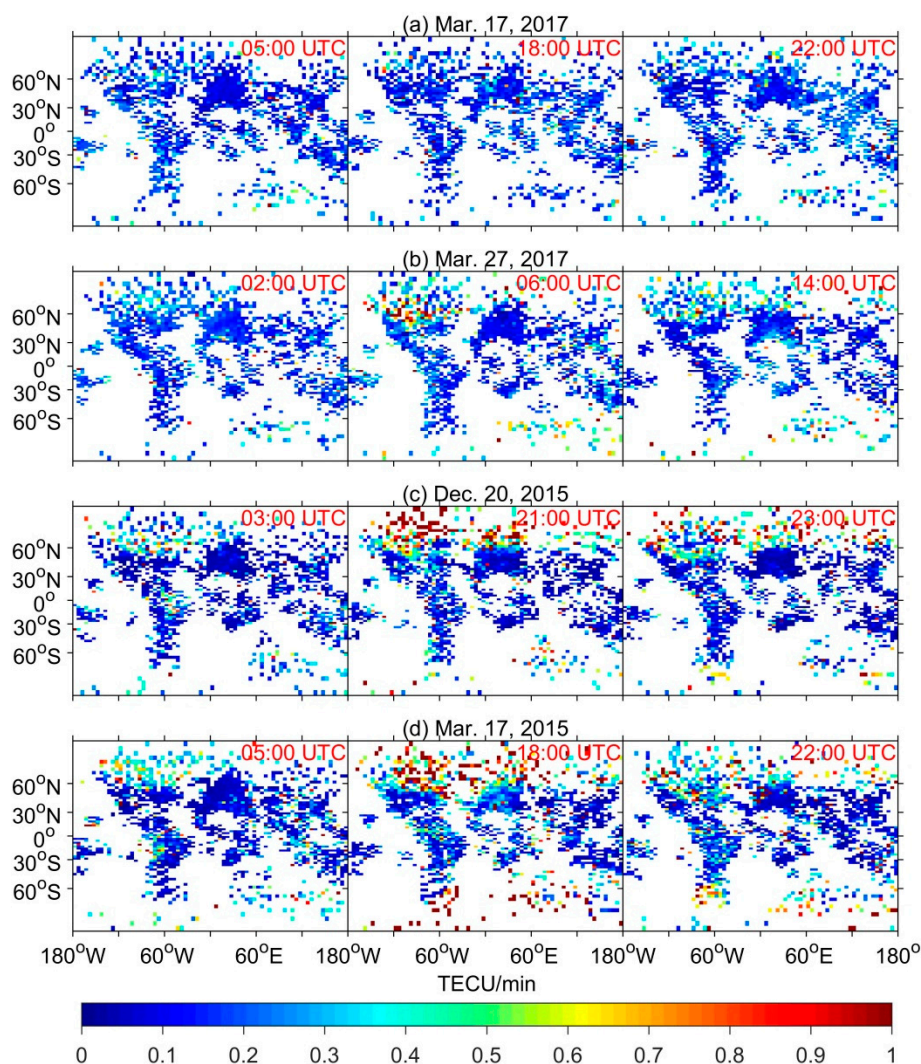 (a) Mar. 17, 2017
05:00 UTC 18:00 UTC 22:00 UTC
60°N
30°N
0°
30°S
60°S
(b) Mar. 27, 2017
02:00 UTC 06:00 UTC 14:00 UTC
60°N
30°N
0°
30°S
60°S
(c) Dec. 20, 2015
03:00 UTC 21:00 UTC 23:00 UTC
60°N
30°N
0°
30°S
60°S
(d) Mar. 17, 2015
05:00 UTC 18:00 UTC 22:00 UTC
60°N
30°N
0°
30°S
60°S
180°W 60°W 60°E 180°W 60°W 60°E 180°W 60°W 60°E 180°
TECU/min
0 0.1 0.2 0.3 0.4 0.5 0.6 0.7 0.8 0.9 1